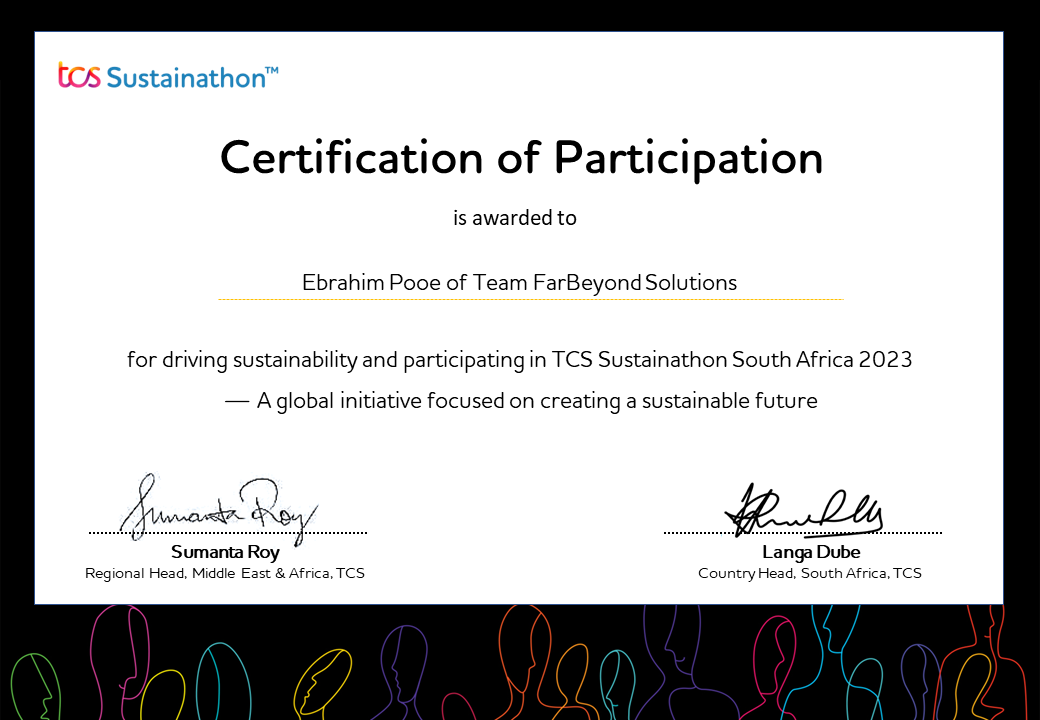 tcs Sustainathon™
Certification of Participation
is awarded to
Ebrahim Pooe of Team FarBeyond Solutions
for driving sustainability and participating in TCS Sustainathon South Africa 2023
— A global initiative focused on creating a sustainable future
Sumanta Roy
Sumanta Roy
Regional Head, Middle East & Africa, TCS
Langa Dube
Country Head, South Africa, TCS